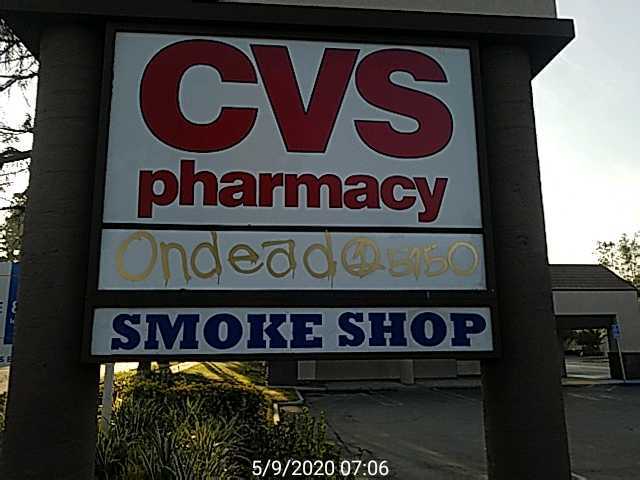 CVS
pharmacy
Ondead 5150
SMOKE SHOP
5/9/2020 07:06